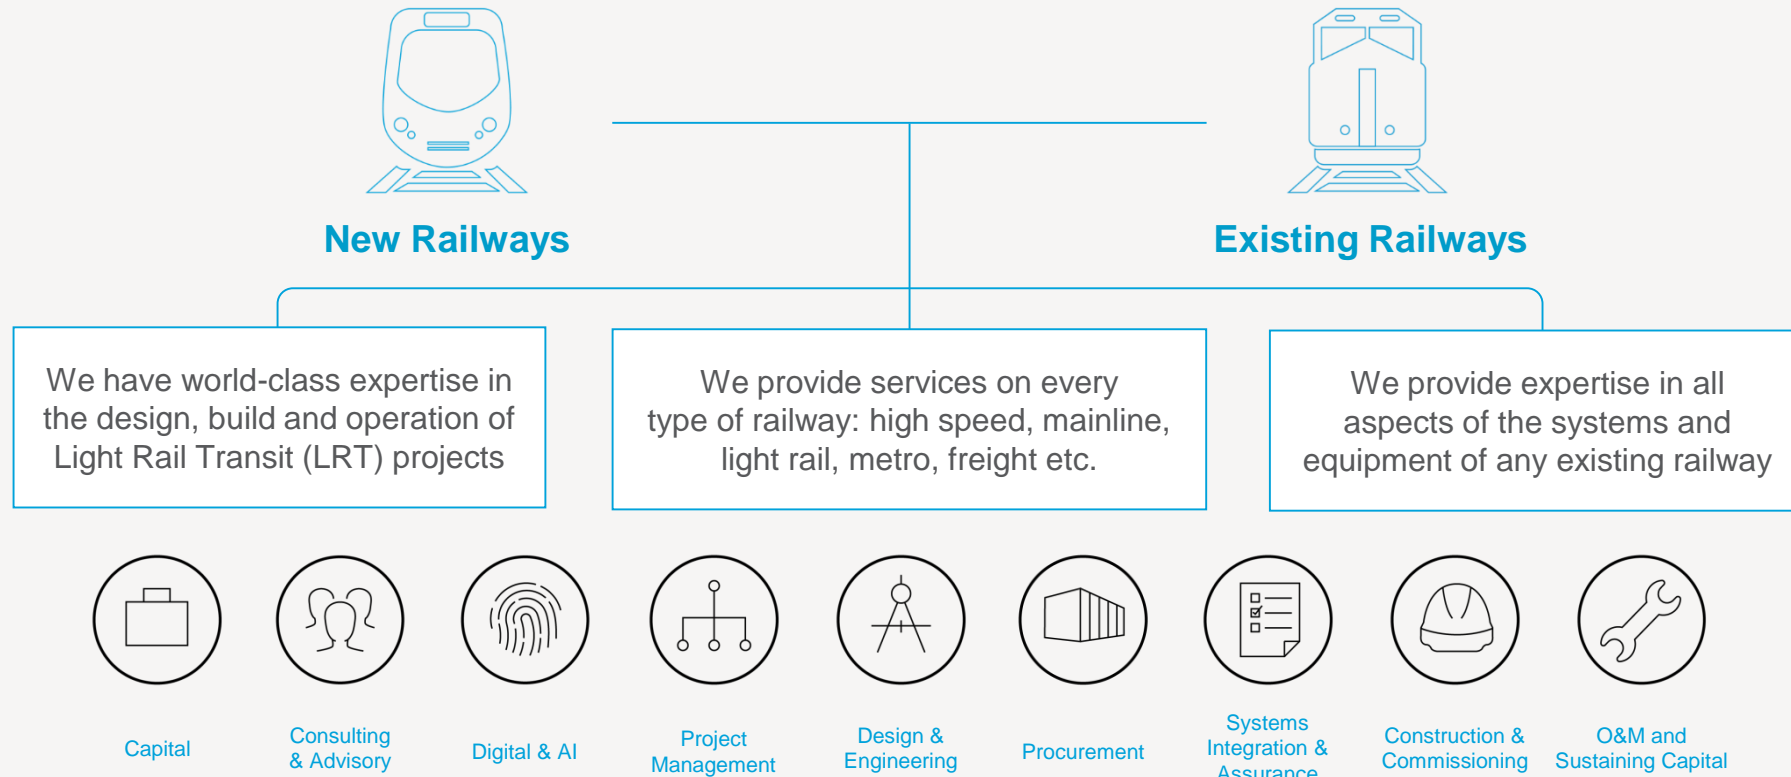 New Railways
Existing Railways
We have world-class expertise in
the design, build and operation of
Light Rail Transit (LRT) projects
We provide services on every
type of railway: high speed, mainline,
light rail, metro, freight etc.
We provide expertise in all
aspects of the systems and
equipment of any existing railway
Capital
Consulting
& Advisory
Digital & AI
Project
Management
Design &
Engineering
Procurement
Systems
Integration &
Assurance
Construction &
Commissioning
O&M and
Sustaining Capital